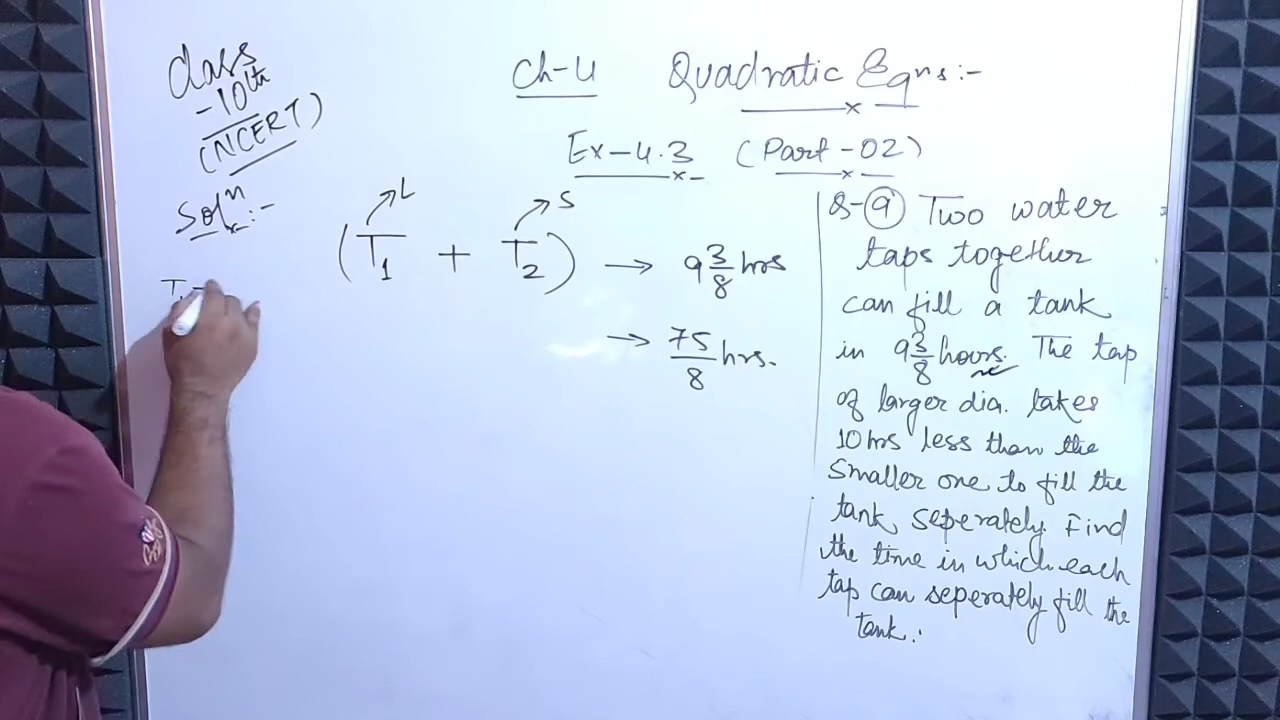 Class
-10th
(NCERT)
Ch-4 Quadratic Eqns:-
Ex-4.3 (Part-02)
Soln:-
L S
(T1 + T2) → 9 3/8 hrs
→ 75/8 hrs.
T1
Q-9 Two water
taps together
can fill a tank
in 9 3/8 hours. The tap
of larger dia. takes
10 hrs less than the
smaller one to fill the
tank seperately. Find
the time in which each
tap can seperately fill the
tank.